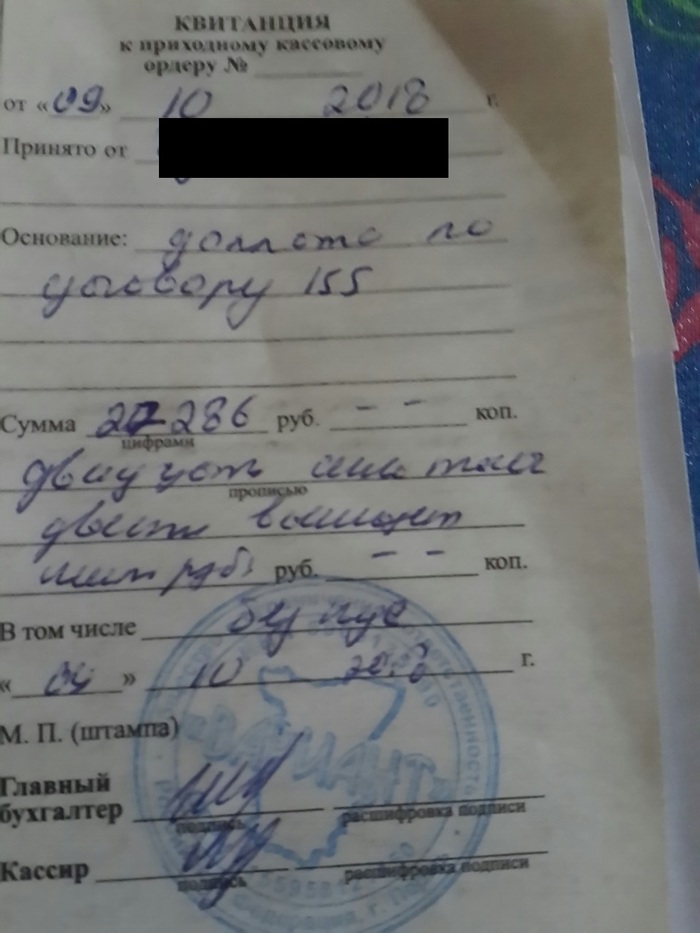 КВИТАНЦИЯ
к приходному кассовому
ордеру №
от «09» 10 2018 г.
Принято от
Основание: доплата по
договору 155
Сумма 27 286 руб. -- коп.
цифрами
двадцать семь тысяч
прописью
двести восемьдесят
шесть руб. руб. -- коп.
В том числе без ндс
« » 10 2018 г.
М. П. (штампа)
«ВАРИАНТ»
Главный
бухгалтер
подпись расшифровка подписи
Кассир
подпись расшифровка подписи